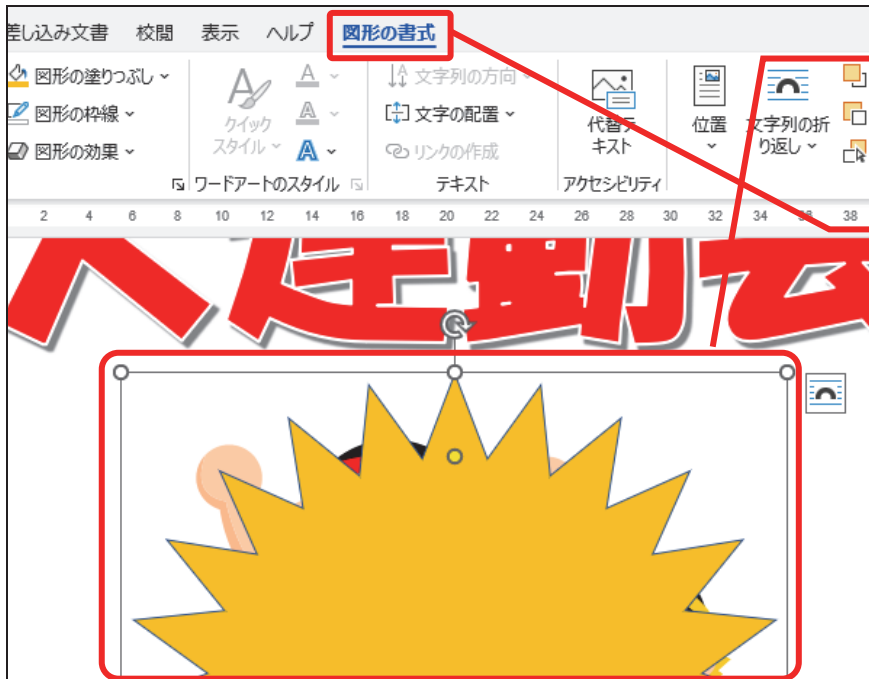 差し込み文書 校閲 表示 ヘルプ 図形の書式
図形の塗りつぶし
図形の枠線
図形の効果
クイック
スタイル
A
A
A
ワードアートのスタイル
文字列の方向
文字の配置
リンクの作成
テキスト
代替テ
キスト
アクセシビリティ
位置
文字列の折
り返し
2 4 6 8 10 12 14 16 18 20 22 24 26 28 30 32 34 36 38
大運動会